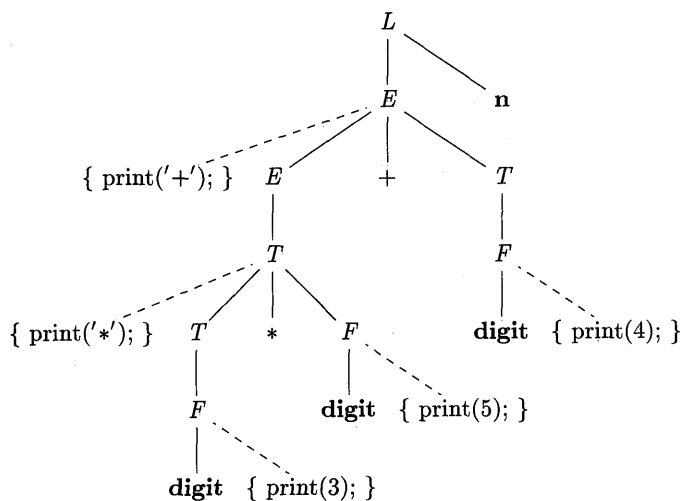 L
E n
{ print('+'); } E + T
T F
{ print('*'); } T * F digit { print(4); }
F digit { print(5); }
digit { print(3); }